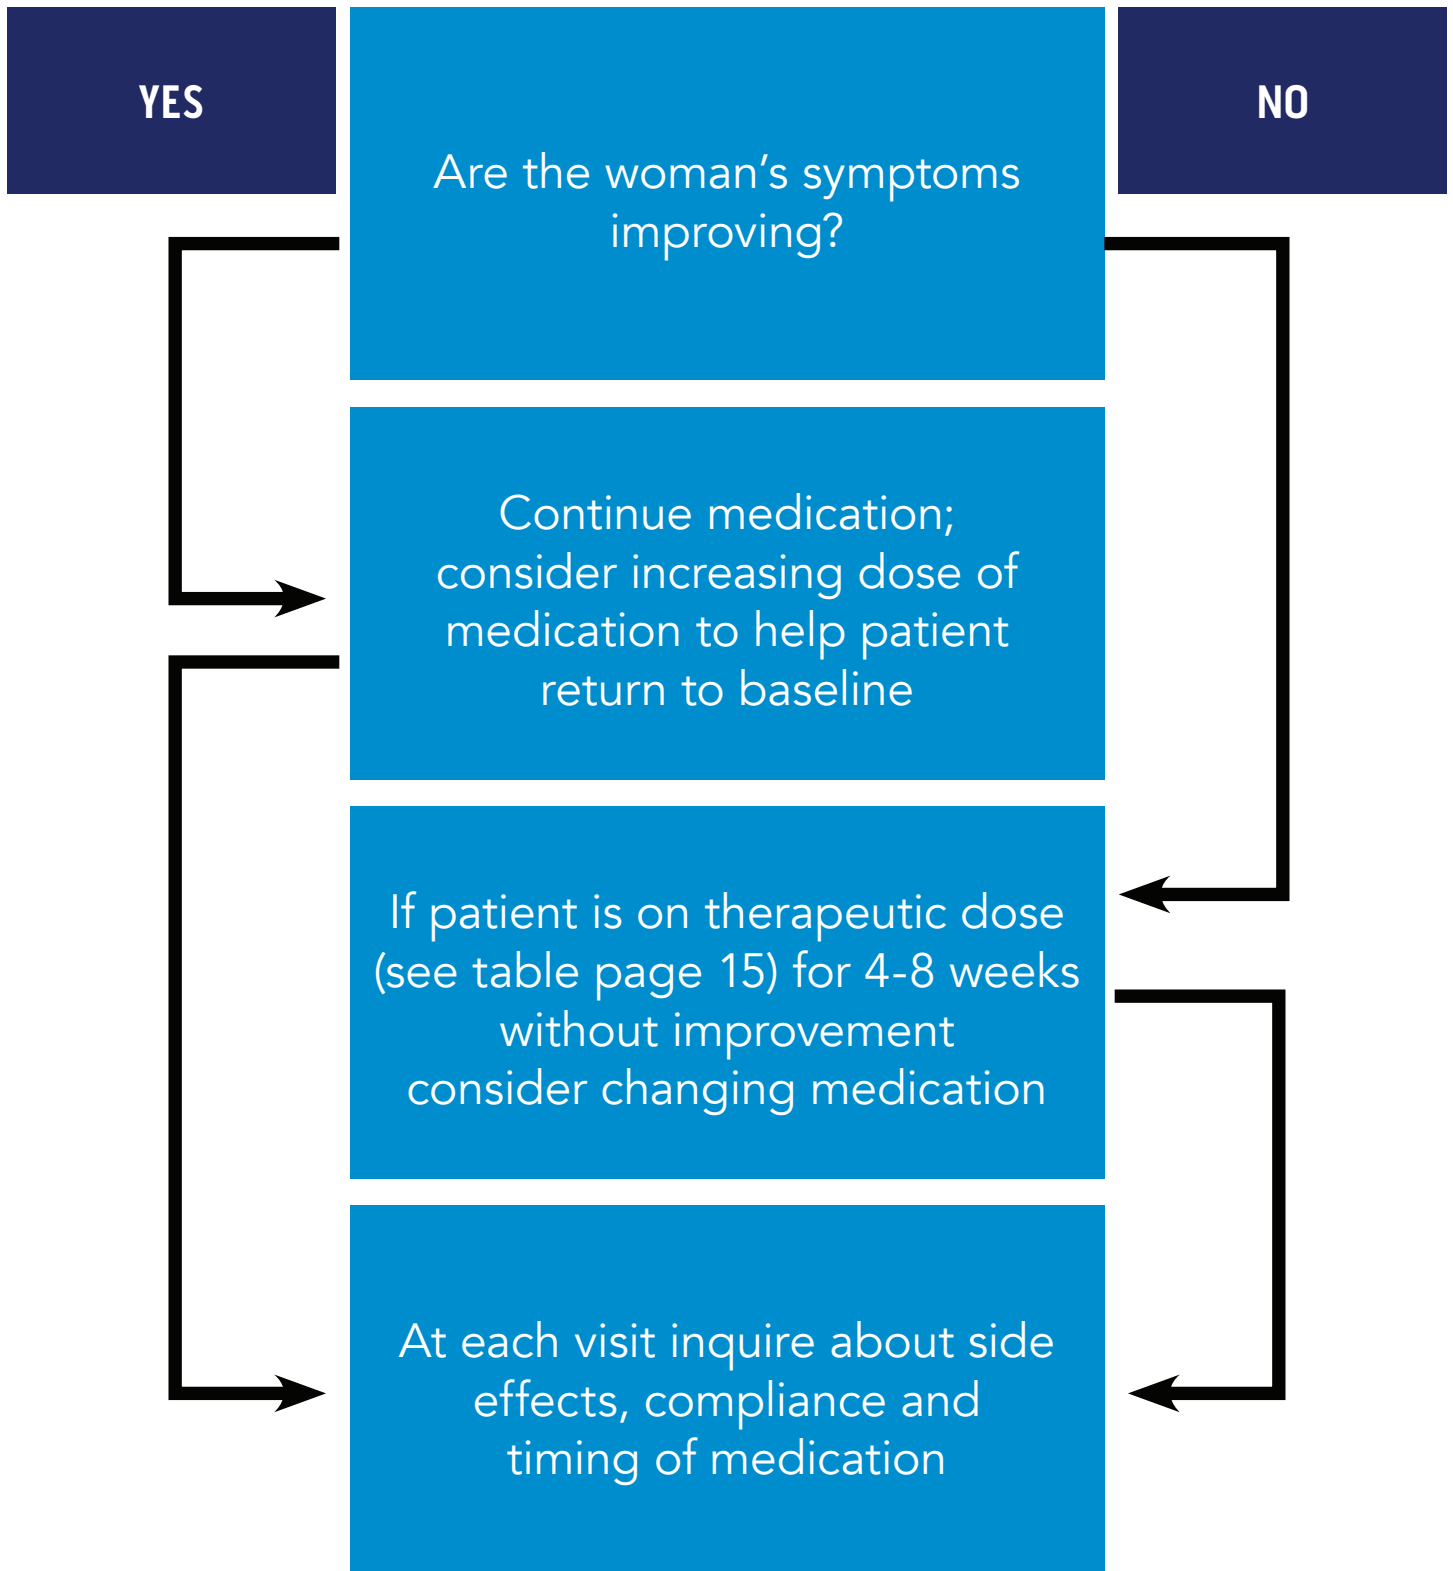 YES
Are the woman’s symptoms
improving?
NO
Continue medication;
consider increasing dose of
medication to help patient
return to baseline
If patient is on therapeutic dose
(see table page 15) for 4-8 weeks
without improvement
consider changing medication
At each visit inquire about side
effects, compliance and
timing of medication